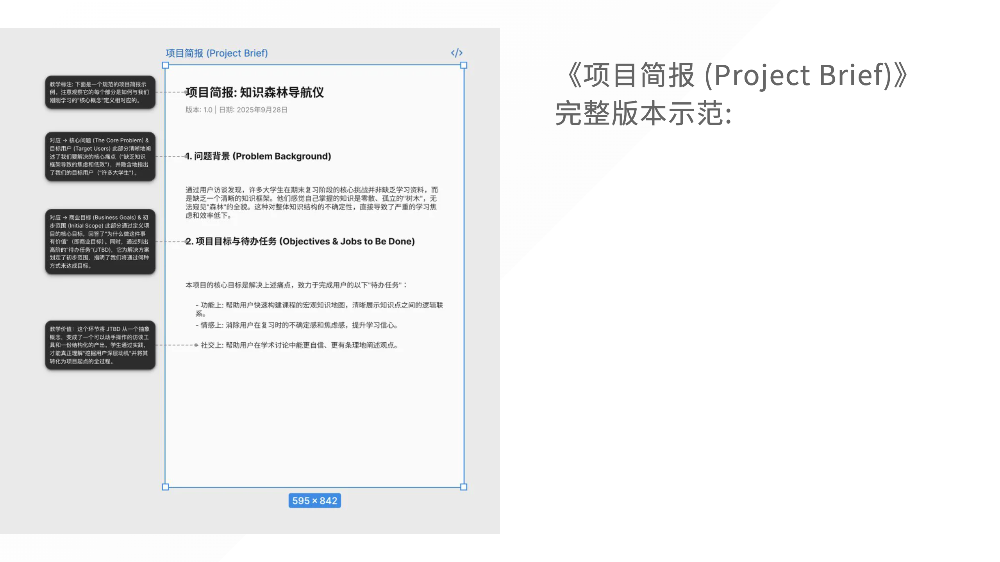 项目简报 (Project Brief)
</>
教学标注: 下面是一个规范的项目简报示
例。注意观察它的每个部分是如何与我们
刚刚学习的"核心概念"定义相对应的。
项目简报: 知识森林导航仪
版本: 1.0 | 日期: 2025年9月28日
对应 → 核心问题 (The Core Problem) &
目标用户 (Target Users) 此部分清晰地阐
述了我们要解决的核心痛点（"缺乏知识
框架导致的焦虑和低效"），并隐含地指出
了我们的目标用户（"许多大学生"）。
1. 问题背景 (Problem Background)
通过用户访谈发现，许多大学生在期末复习阶段的核心挑战并非缺乏学习资料，而
是缺乏一个清晰的知识框架。他们感觉自己掌握的知识是零散、孤立的"树木"，无
法窥见"森林"的全貌。这种对整体知识结构的不确定性，直接导致了严重的学习焦
虑和效率低下。
对应 → 商业目标 (Business Goals) & 初
步范围 (Initial Scope) 此部分通过定义项
目的核心目标，回答了"为什么做这件事
有价值"（即商业目标）。同时，通过列出
高阶的"待办任务"(JTBD)，它为解决方案
划定了初步范围，指明了我们将通过何种
方式来达成目标。
2. 项目目标与待办任务 (Objectives & Jobs to Be Done)
本项目的核心目标是解决上述痛点，致力于完成用户的以下"待办任务"：
- 功能上: 帮助用户快速构建课程的宏观知识地图，清晰展示知识点之间的逻辑联
系。
- 情感上: 消除用户在复习时的不确定感和焦虑感，提升学习信心。
教学价值：这个环节将 JTBD 从一个抽象
概念，变成了一个可以动手操作的访谈工
具和一份结构化的产出。学生通过实践，
才能真正理解"挖掘用户深层动机"并将其
转化为项目起点的全过程。
- 社交上: 帮助用户在学术讨论中能更自信、更有条理地阐述观点。
595 × 842
《项目简报 (Project Brief)》
完整版本示范: